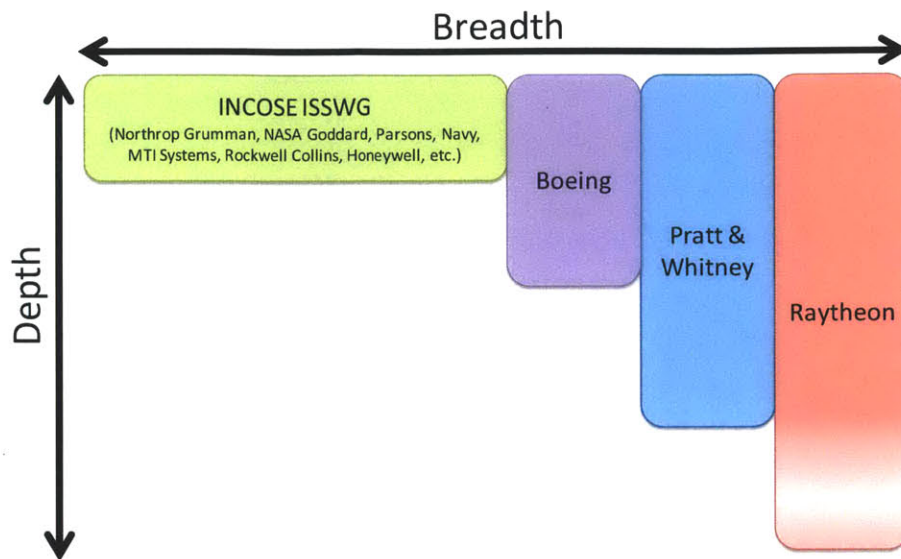 Breadth
Depth
INCOSE ISSWG
(Northrop Grumman, NASA Goddard, Parsons, Navy,
MTI Systems, Rockwell Collins, Honeywell, etc.)
Boeing
Pratt &
Whitney
Raytheon